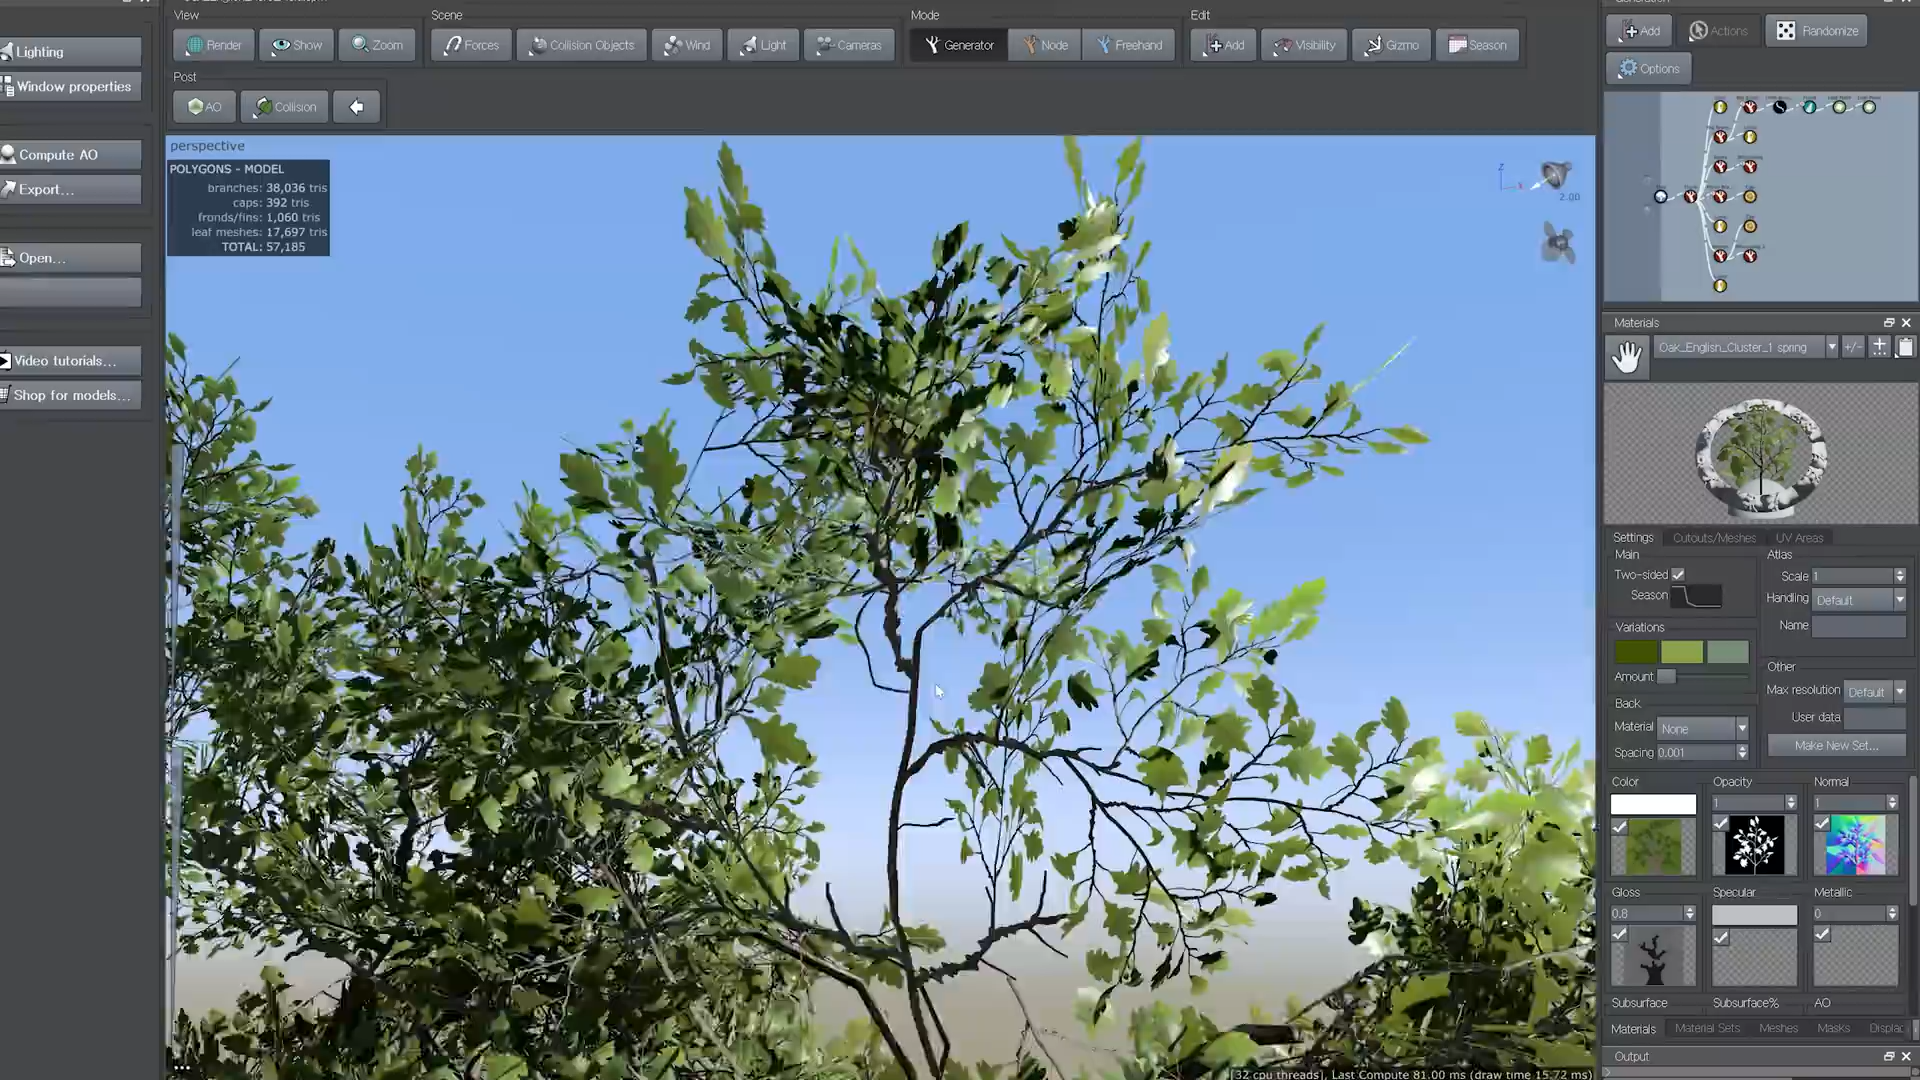 View
Scene
Mode
Edit
Render
Show
Zoom
Forces
Collision Objects
Wind
Light
Cameras
Generator
Node
Freehand
Add
Visibility
Gizmo
Season
Post
AO
Collision
Lighting
Window properties
Compute AO
Export...
Open...
Video tutorials...
Shop for models...
perspective
POLYGONS - MODEL
branches: 38,036 tris
caps: 392 tris
fronds/fins: 1,060 tris
leaf meshes: 17,697 tris
TOTAL: 57,185
z
x
2.00
...
[32 cpu threads], Last Compute 81.00 ms (draw time 15.72 ms)
Add
Actions
Randomize
Options
Materials
Oak_English_Cluster_1 spring
+/-
Settings
Cutouts/Meshes
UV Areas
Main
Two-sided
Season
Variations
Amount
Back
Material None
Spacing 0.001
Atlas
Scale 1
Handling Default
Name
Other
Max resolution Default
User data
Make New Set...
Color
Opacity
Normal
1
1
Gloss
Specular
Metallic
0.8
0
Subsurface
Subsurface%
AO
Materials
Material Sets
Meshes
Masks
Displac
Output